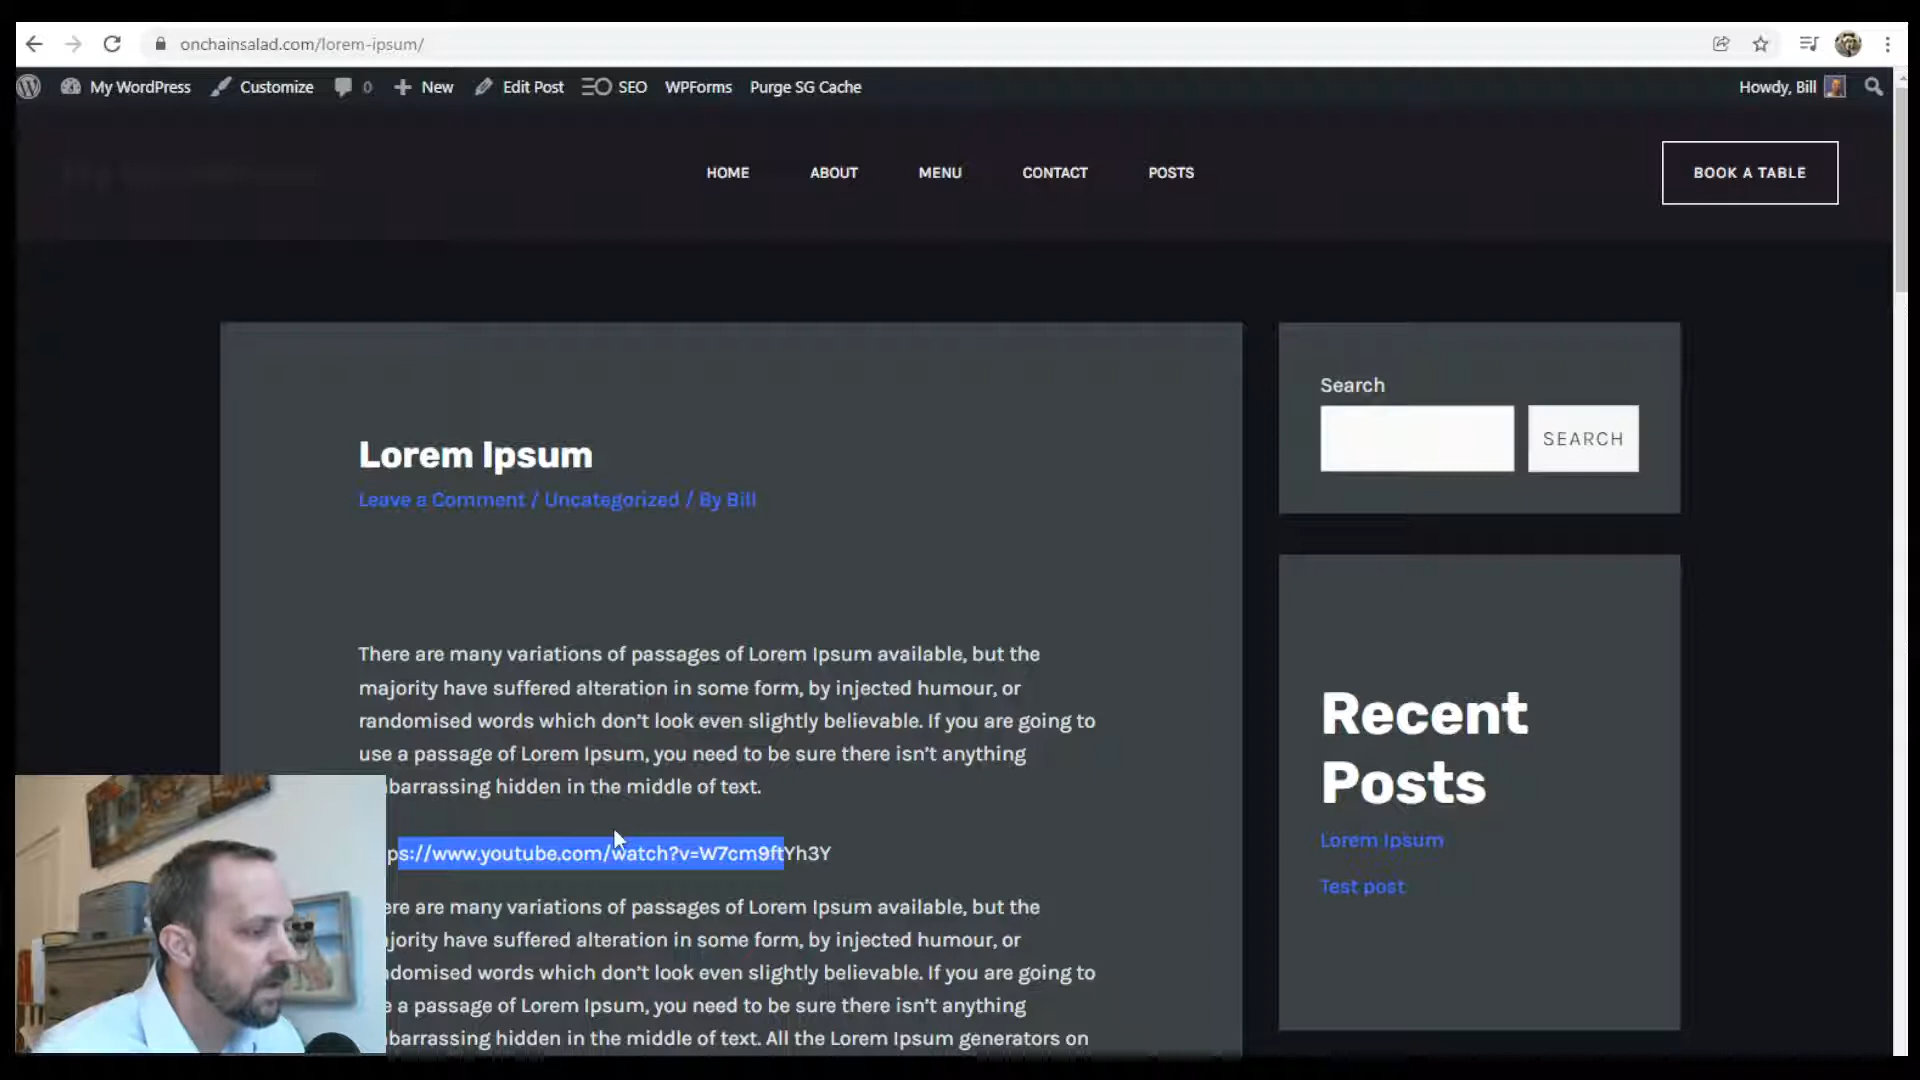 onchainsalad.com/lorem-ipsum/
My WordPress Customize 0 New Edit Post SEO WPForms Purge SG Cache Howdy, Bill
HOME ABOUT MENU CONTACT POSTS BOOK A TABLE
Lorem Ipsum
Leave a Comment / Uncategorized / By Bill
There are many variations of passages of Lorem Ipsum available, but the
majority have suffered alteration in some form, by injected humour, or
randomised words which don’t look even slightly believable. If you are going to
use a passage of Lorem Ipsum, you need to be sure there isn’t anything
barrassing hidden in the middle of text.
ps://www.youtube.com/watch?v=W7cm9ftYh3Y
ere are many variations of passages of Lorem Ipsum available, but the
jority have suffered alteration in some form, by injected humour, or
ndomised words which don’t look even slightly believable. If you are going to
e a passage of Lorem Ipsum, you need to be sure there isn’t anything
barrassing hidden in the middle of text. All the Lorem Ipsum generators on
Search
SEARCH
Recent
Posts
Lorem Ipsum
Test post